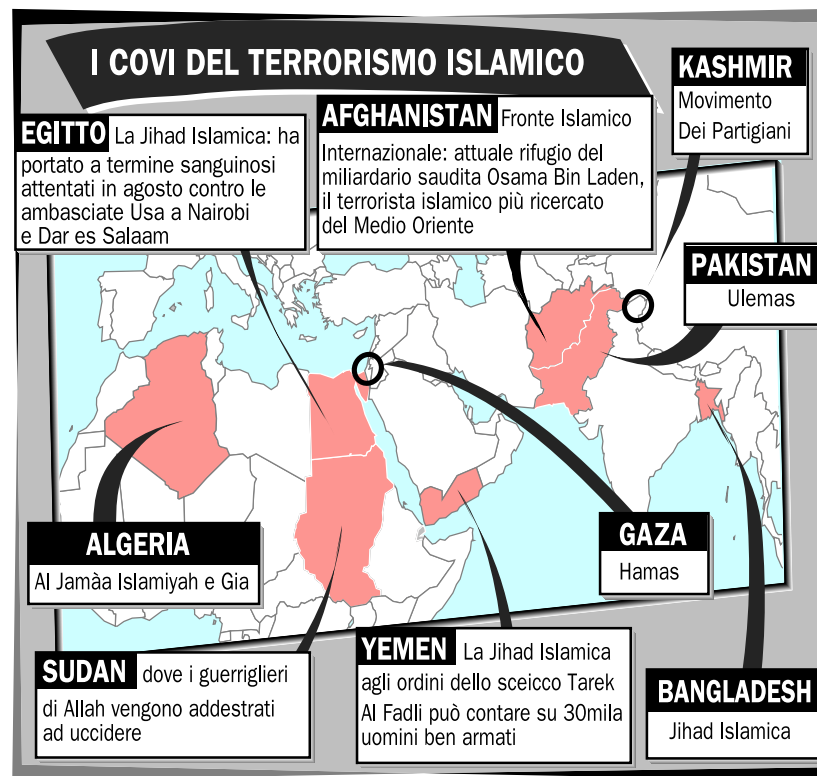 I COVI DEL TERRORISMO ISLAMICO
KASHMIR
Movimento
Dei Partigiani
EGITTO La Jihad Islamica: ha
portato a termine sanguinosi
attentati in agosto contro le
ambasciate Usa a Nairobi
e Dar es Salaam
AFGHANISTAN Fronte Islamico
Internazionale: attuale rifugio del
miliardario saudita Osama Bin Laden,
il terrorista islamico più ricercato
del Medio Oriente
PAKISTAN
Ulemas
ALGERIA
Al Jamàa Islamiyah e Gia
GAZA
Hamas
SUDAN dove i guerriglieri
di Allah vengono addestrati
ad uccidere
YEMEN La Jihad Islamica
agli ordini dello sceicco Tarek
Al Fadli può contare su 30mila
uomini ben armati
BANGLADESH
Jihad Islamica